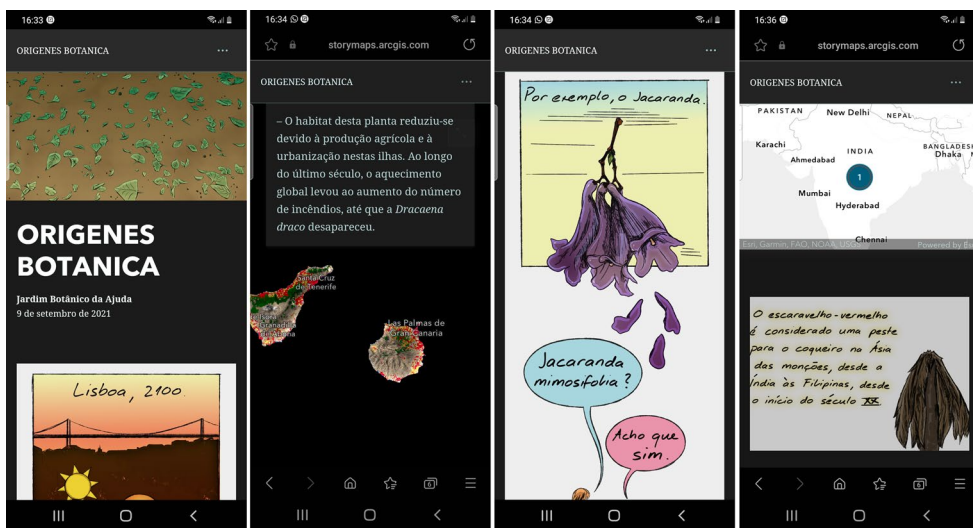 16:33
ORIGENES BOTANICA
ORIGENES
BOTANICA
Jardim Botânico da Ajuda
9 de setembro de 2021
Lisboa, 2100.
16:34
storymaps.arcgis.com
ORIGENES BOTANICA
– O habitat desta planta reduziu-se
devido à produção agrícola e à
urbanização nestas ilhas. Ao longo
do último século, o aquecimento
global levou ao aumento do número
de incêndios, até que a Dracaena
draco desapareceu.
Santa Cruz
de Tenerife
Granadilla
Las Palmas de
Gran Canaria
6
16:34
ORIGENES BOTANICA
Por exemplo, o Jacaranda.
Jacaranda
mimosifolia?
Acho que
sim.
16:36
storymaps.arcgis.com
ORIGENES BOTANICA
PAKISTAN
New Delhi
NEPAL
Karachi
INDIA
BANGLADESH
Dhaka
Ahmedabad
1
Mumbai
Hyderabad
Chennai
Esri, Garmin, FAO, NOAA, USGS
Powered by Esri
O escaravelho-vermelho
é considerado uma peste
para o coqueiro na Ásia
das monções, desde a
Índia às Filipinas, desde
o início do século XX.
6